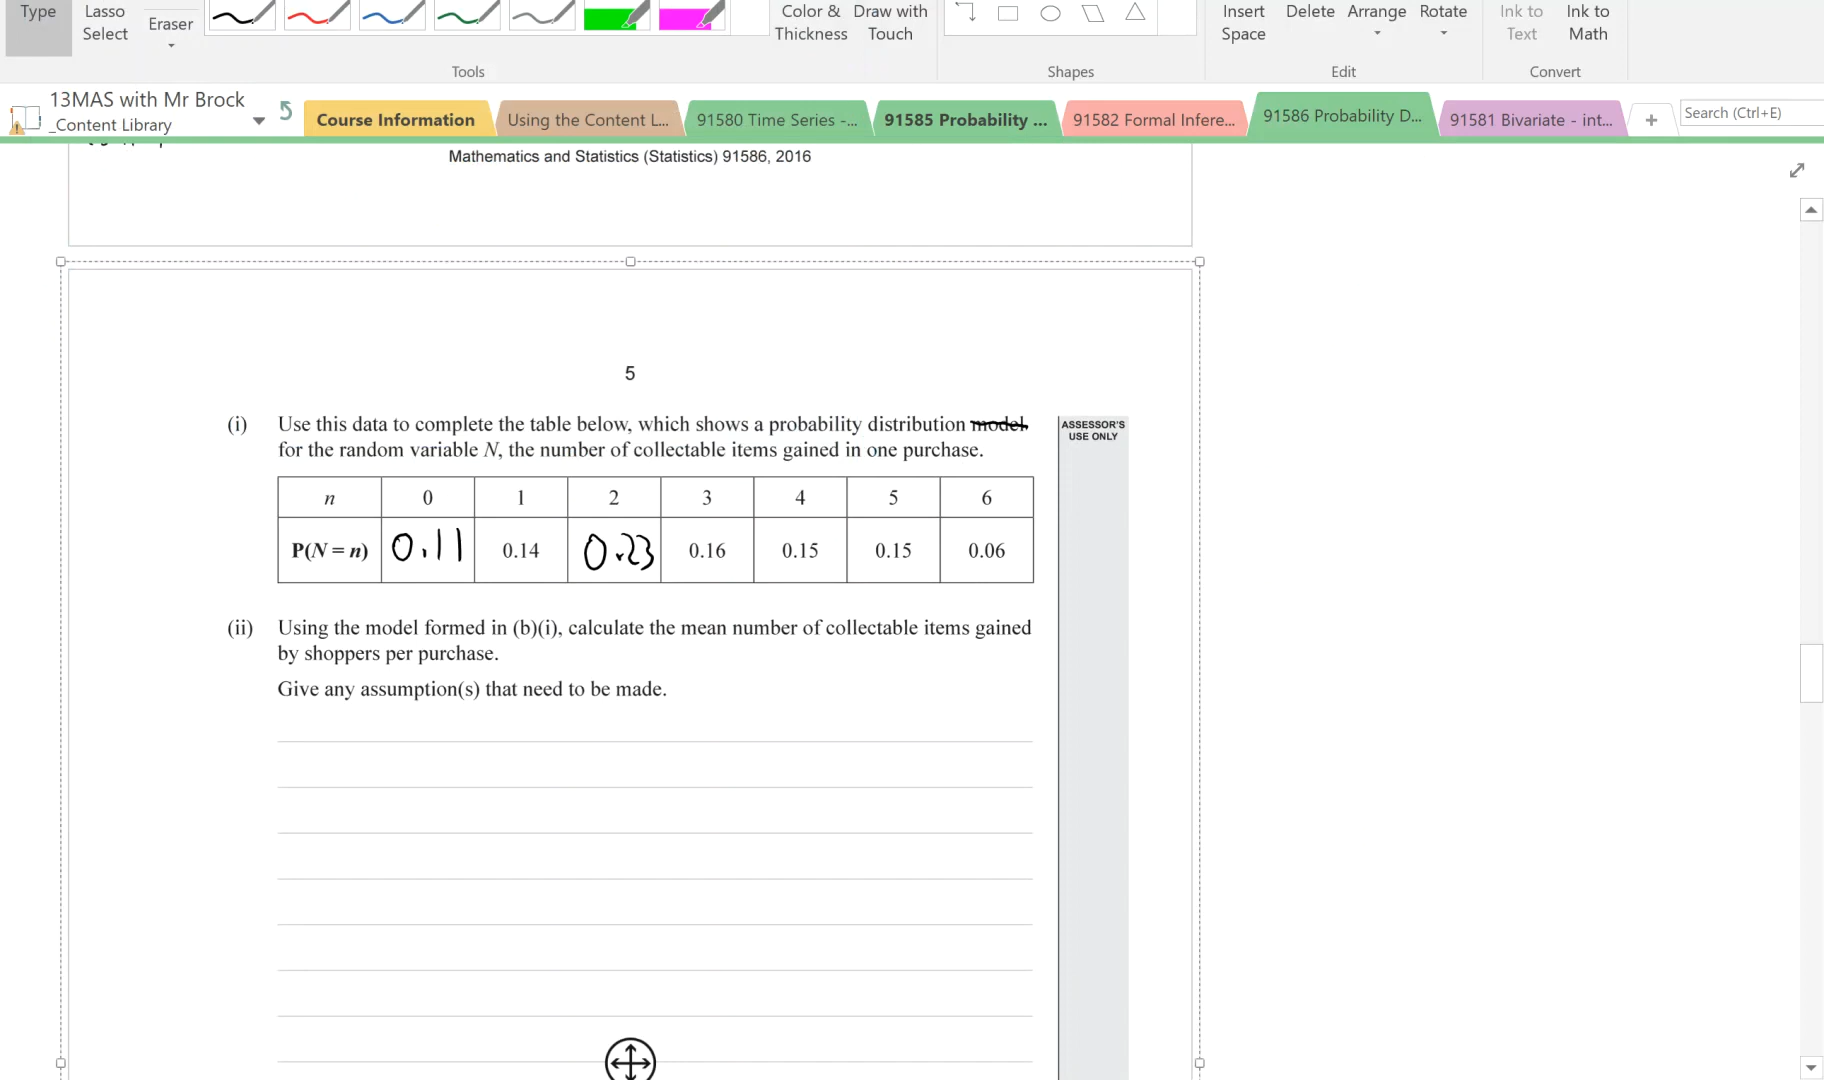 Type
Lasso
Select
Eraser
Color &
Thickness
Draw with
Touch
Insert
Space
Delete
Arrange
Rotate
Ink to
Text
Ink to
Math
Tools
Shapes
Edit
Convert
13MAS with Mr Brock
_Content Library
Course Information
Using the Content L...
91580 Time Series -...
91585 Probability ...
91582 Formal Infere...
91586 Probability D...
91581 Bivariate - int...
+
Search (Ctrl+E)
Mathematics and Statistics (Statistics) 91586, 2016
5
(i) Use this data to complete the table below, which shows a probability distribution model
for the random variable N, the number of collectable items gained in one purchase.
ASSESSOR'S
USE ONLY
n 0 1 2 3 4 5 6
P(N = n) 0.11 0.14 0.23 0.16 0.15 0.15 0.06
(ii) Using the model formed in (b)(i), calculate the mean number of collectable items gained
by shoppers per purchase.
Give any assumption(s) that need to be made.